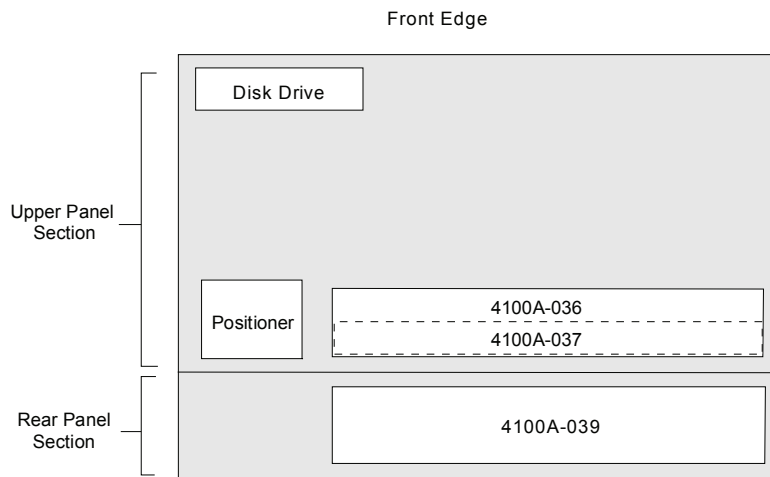 Front Edge
Disk Drive
Upper Panel
Section
Positioner
4100A-036
4100A-037
Rear Panel
Section
4100A-039